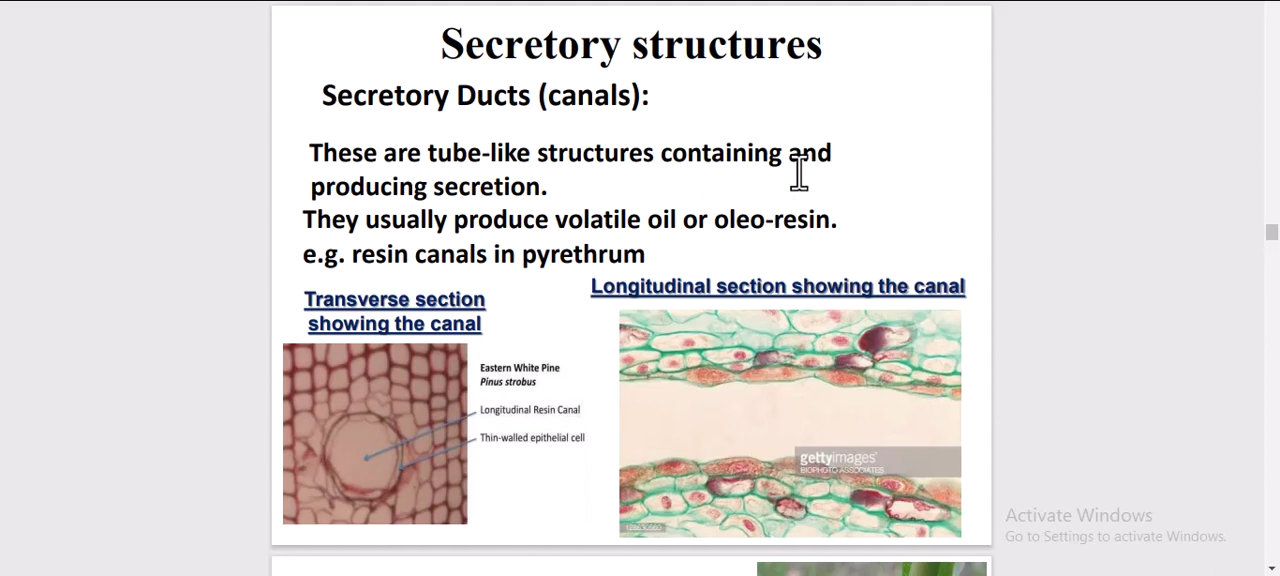 Secretory structures
Secretory Ducts (canals):
These are tube-like structures containing and
producing secretion.
They usually produce volatile oil or oleo-resin.
e.g. resin canals in pyrethrum
Transverse section
showing the canal
Longitudinal section showing the canal
Eastern White Pine
Pinus strobus
Longitudinal Resin Canal
Thin-walled epithelial cell
gettyimages®
BIOPHOTO ASSOCIATES
Activate Windows
Go to Settings to activate Windows.